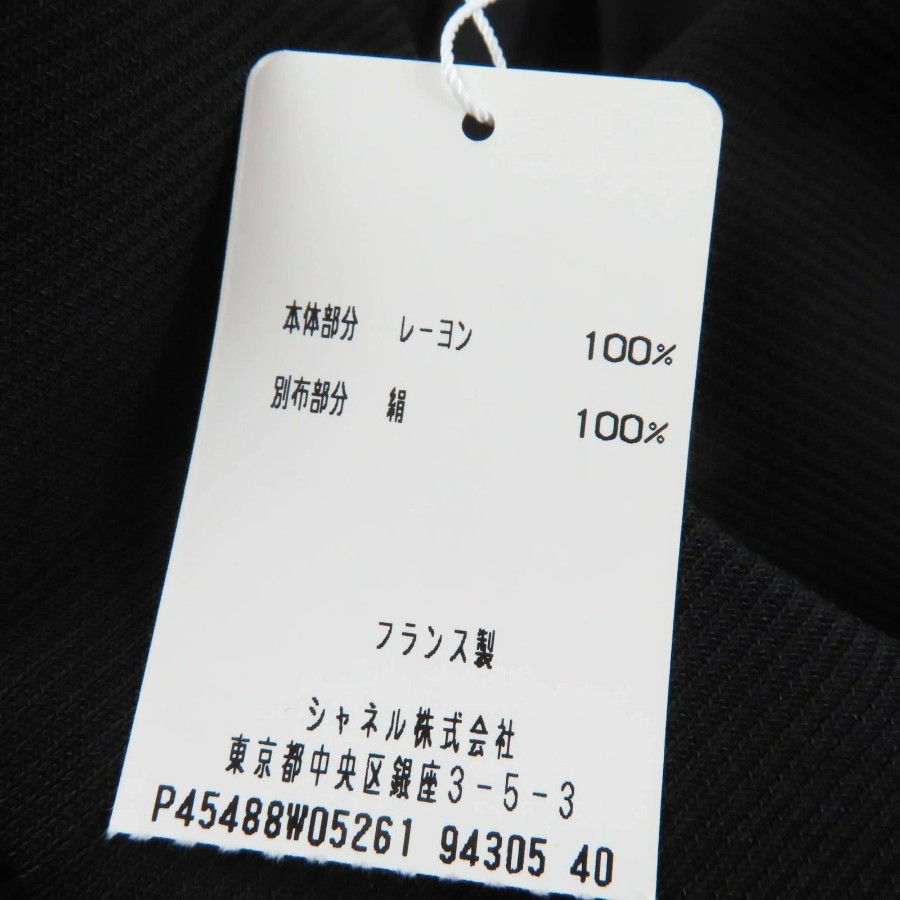 本体部分 レーヨン 100%
別布部分 絹 100%
フランス製
シャネル株式会社
東京都中央区銀座3-5-3
P45488W05261 94305 40